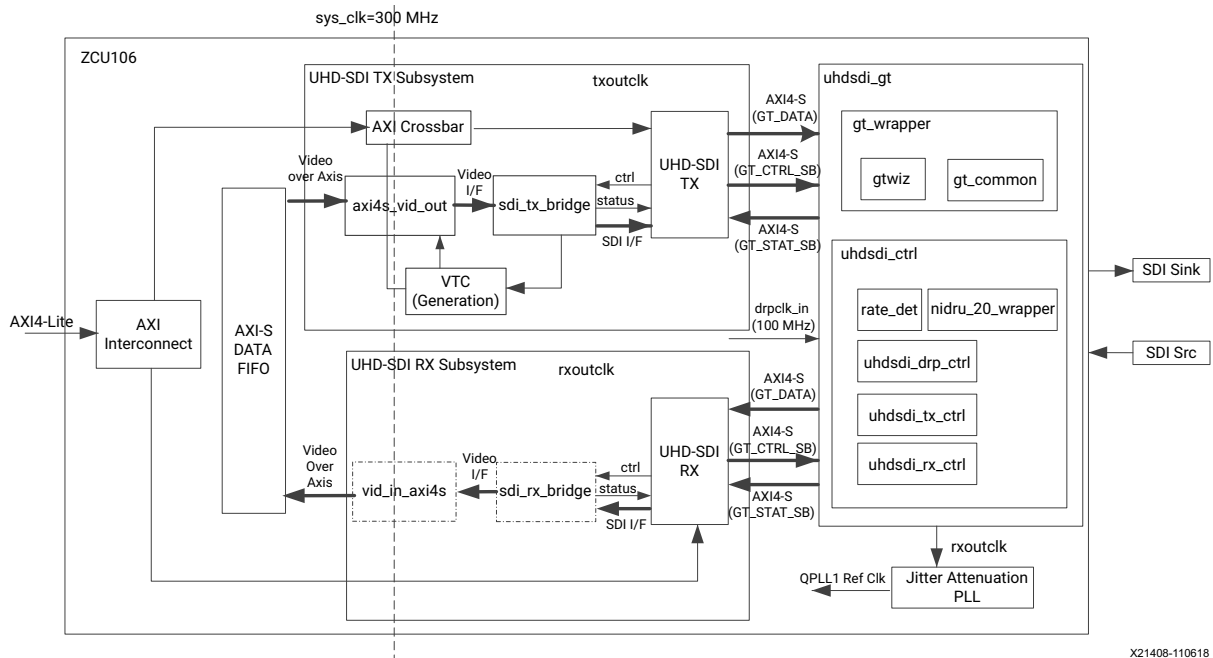 sys_clk=300 MHz
ZCU106
UHD-SDI TX Subsystem
txoutclk
uhdsdi_gt
AXI4-S
(GT_DATA)
AXI Crossbar
gt_wrapper
Video
over Axis
Video
I/F
UHD-SDI
TX
AXI4-S
(GT_CTRL_SB)
gtwiz
gt_common
ctrl
axi4s_vid_out
sdi_tx_bridge
status
SDI I/F
AXI4-S
(GT_STAT_SB)
uhdsdi_ctrl
VTC
(Generation)
SDI Sink
AXI4-Lite
AXI
Interconnect
AXI-S
DATA
FIFO
drpclk_in
(100 MHz)
rate_det
nidru_20_wrapper
SDI Src
UHD-SDI RX Subsystem
rxoutclk
uhdsdi_drp_ctrl
AXI4-S
(GT_DATA)
uhdsdi_tx_ctrl
Video
Over
Axis
Video
I/F
UHD-SDI
RX
AXI4-S
(GT_CTRL_SB)
uhdsdi_rx_ctrl
ctrl
vid_in_axi4s
sdi_rx_bridge
status
SDI I/F
AXI4-S
(GT_STAT_SB)
rxoutclk
QPLL1 Ref Clk
Jitter Attenuation
PLL
X21408-110618